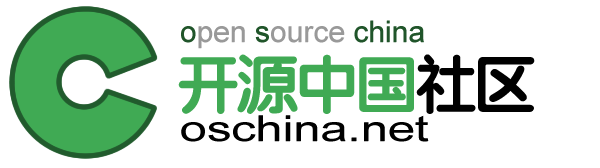 open source china
开源中国社区
oschina.net